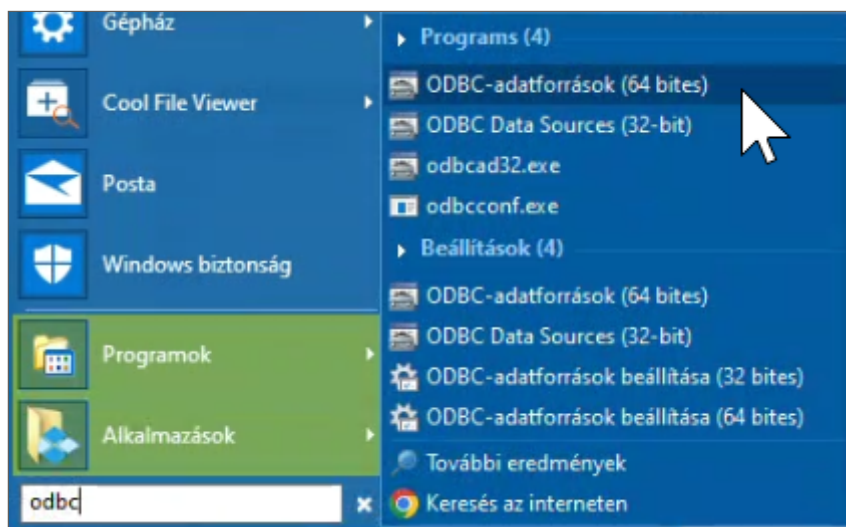 Gépház
Cool File Viewer
Posta
Windows biztonság
Programok
Alkalmazások
odbc
Programs (4)
ODBC-adatforrások (64 bites)
ODBC Data Sources (32-bit)
odbcad32.exe
odbcconf.exe
Beállítások (4)
ODBC-adatforrások (64 bites)
ODBC Data Sources (32-bit)
ODBC-adatforrások beállítása (32 bites)
ODBC-adatforrások beállítása (64 bites)
További eredmények
Keresés az interneten